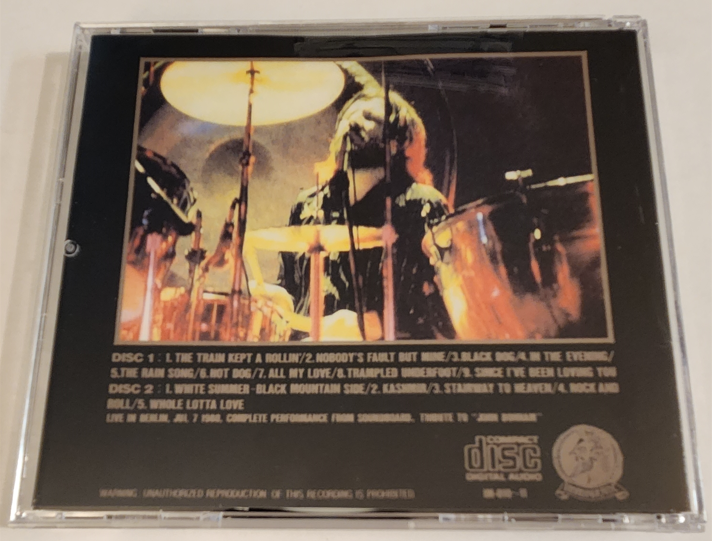 DISC 1 : 1. THE TRAIN KEPT A ROLLIN'/2. NOBODY'S FAULT BUT MINE/3.BLACK DOG/4. IN THE EVENING/
5.THE RAIN SONG/6. HOT DOG/7. ALL MY LOVE/8. TRAMPLED UNDERFOOT/9. SINCE I'VE BEEN LOVING YOU
DISC 2 : 1. WHITE SUMMER-BLACK MOUNTAIN SIDE/2. KASHMIR/3. STAIRWAY TO HEAVEN/4. ROCK AND
ROLL/5. WHOLE LOTTA LOVE
LIVE IN BERLIN, JUL 7 1980, COMPLETE PERFORMANCE FROM SOUNDBOARD. TRIBUTE TO "JOHN BONHAM"
COMPACT
disc
DIGITAL AUDIO
WARNING : UNAUTHORIZED REPRODUCTION OF THIS RECORDING IS PROHIBITED